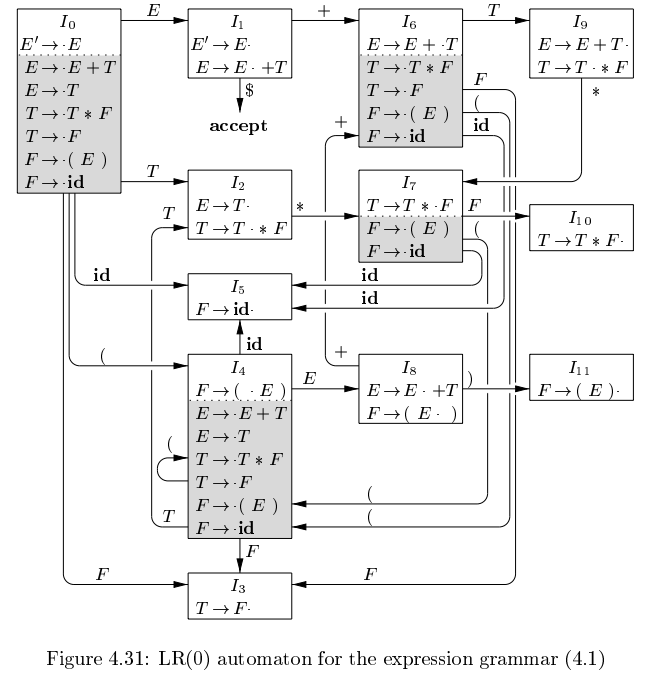 I₀
E′ → ·E
E → ·E + T
E → ·T
T → ·T * F
T → ·F
F → ·( E )
F → ·id
E
I₁
E′ → E·
E → E· +T
$
accept
+
I₆
E → E + ·T
T → ·T * F
T → ·F
F → ·( E )
F → ·id
T
I₉
E → E + T·
T → T· * F
*
F
(
id
+
T
I₂
E → T·
T → T· * F
*
I₇
T → T * ·F
F → ·( E )
F → ·id
F
(
I₁₀
T → T * F·
T
id
I₅
F → id·
id
id
id
(
I₄
F → ( ·E )
E → ·E + T
E → ·T
T → ·T * F
T → ·F
F → ·( E )
F → ·id
E
+
I₈
E → E· +T
F → ( E· )
)
I₁₁
F → ( E )·
(
T
(
(
F
F
I₃
T → F·
F
Figure 4.31: LR(0) automaton for the expression grammar (4.1)